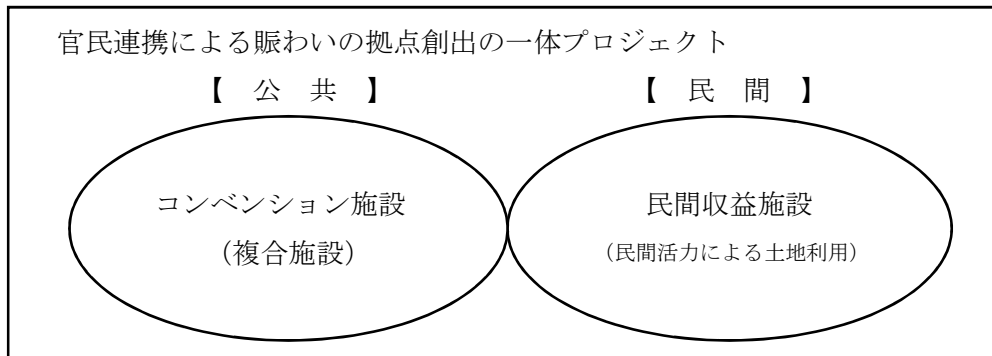 官民連携による賑わいの拠点創出の一体プロジェクト
【 公 共 】
【 民 間 】
コンベンション施設
(複合施設)
民間収益施設
(民間活力による土地利用)